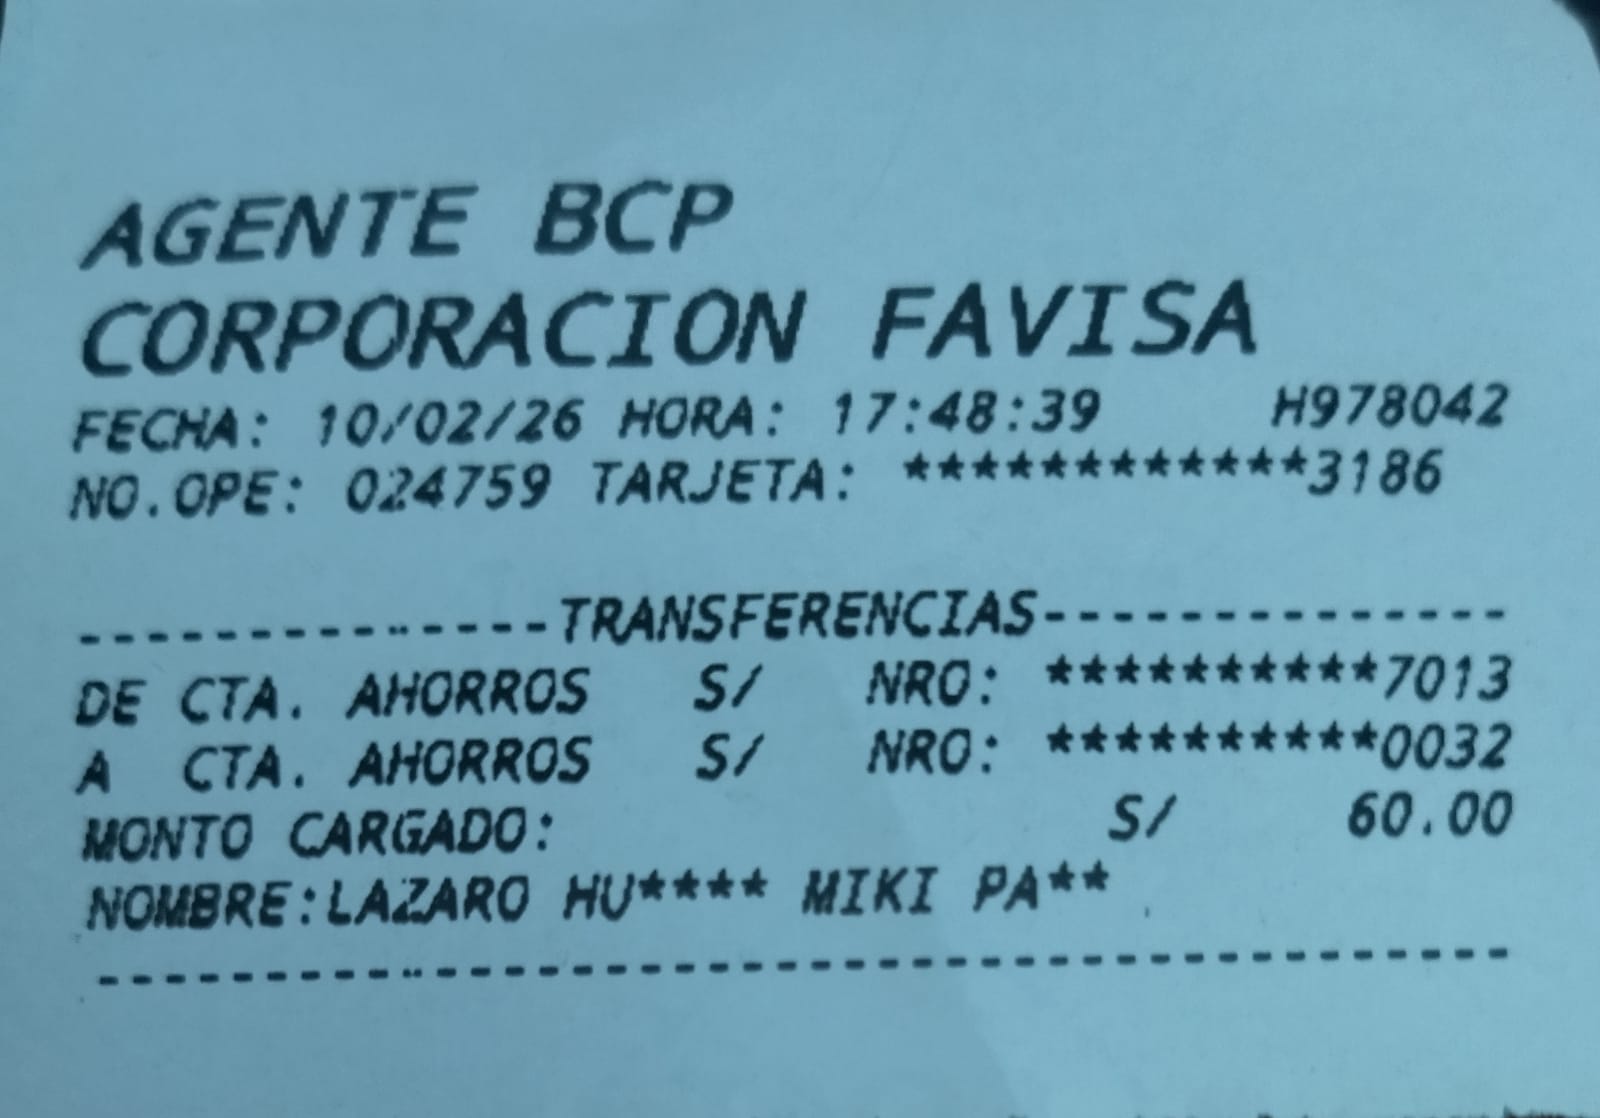 AGENTE BCP
CORPORACION FAVISA
FECHA: 10/02/26 HORA: 17:48:39 H978042
NO.OPE: 024759 TARJETA: ************3186
--------------TRANSFERENCIAS--------------
DE CTA. AHORROS S/ NRO: **********7013
A CTA. AHORROS S/ NRO: **********0032
MONTO CARGADO: S/ 60.00
NOMBRE:LAZARO HU**** MIKI PA**
------------------------------------------